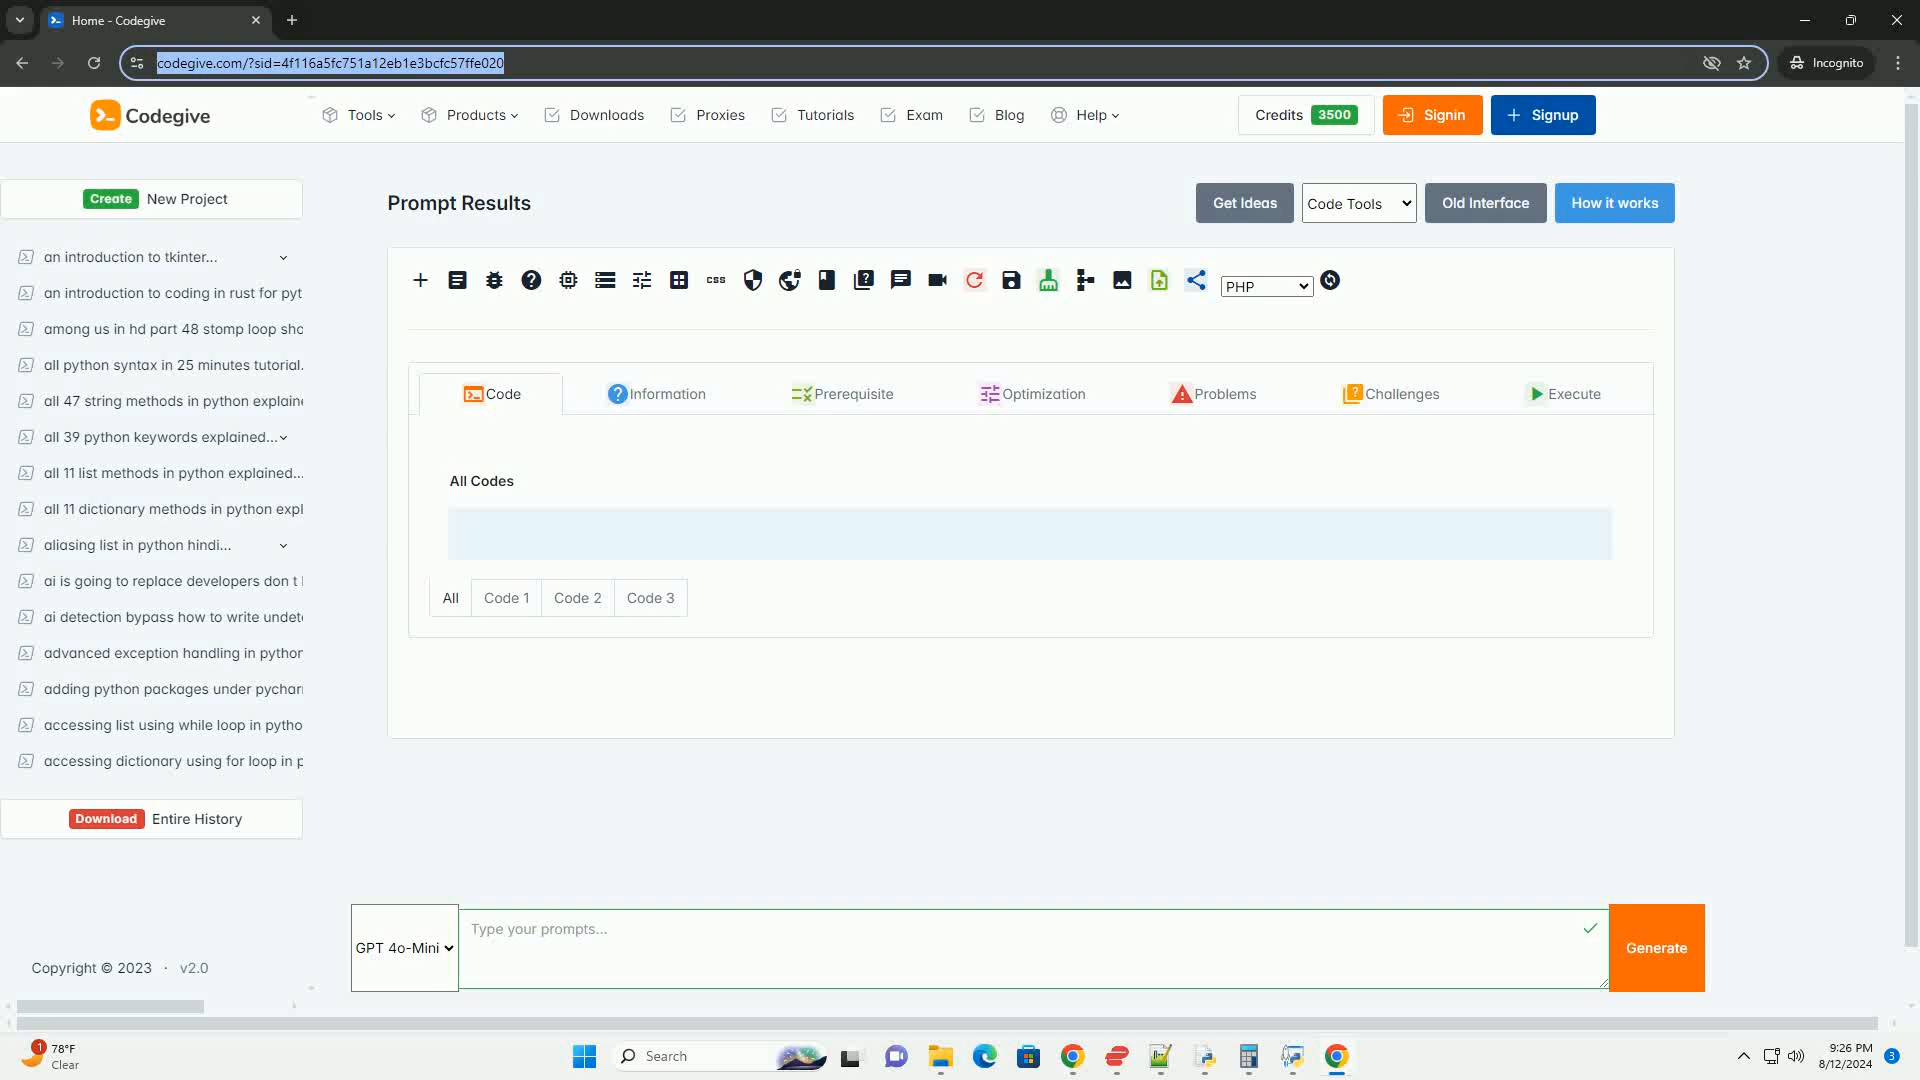 Home - Codegive
codegive.com/?sid=4f116a5fc751a12eb1e3bcfc57ffe020
Incognito
Codegive
Tools
Products
Downloads
Proxies
Tutorials
Exam
Blog
Help
Credits 3500
Signin
Signup
Create New Project
an introduction to tkinter...
an introduction to coding in rust for pyt
among us in hd part 48 stomp loop sho
all python syntax in 25 minutes tutorial.
all 47 string methods in python explaine
all 39 python keywords explained...
all 11 list methods in python explained...
all 11 dictionary methods in python expl
aliasing list in python hindi...
ai is going to replace developers don t
ai detection bypass how to write undete
advanced exception handling in python
adding python packages under pychar
accessing list using while loop in pytho
accessing dictionary using for loop in p
Download Entire History
Copyright © 2023 · v2.0
Prompt Results
Get Ideas
Code Tools
Old Interface
How it works
css
PHP
Code
Information
Prerequisite
Optimization
Problems
Challenges
Execute
All Codes
All
Code 1
Code 2
Code 3
GPT 4o-Mini
Type your prompts...
Generate
1
78°F
Clear
Search
9:26 PM
8/12/2024
3